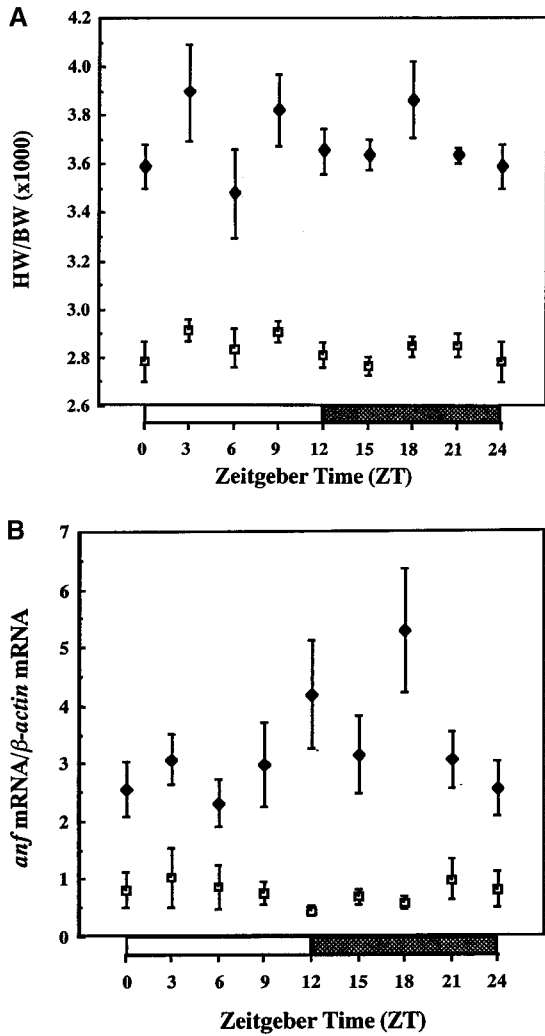 A
4.2
4.0
3.8
3.6
3.4
3.2
3.0
2.8
2.6
HW/BW (x1000)
0 3 6 9 12 15 18 21 24
Zeitgeber Time (ZT)
B
7
6
5
4
3
2
1
0
anf mRNA/β-actin mRNA
0 3 6 9 12 15 18 21 24
Zeitgeber Time (ZT)